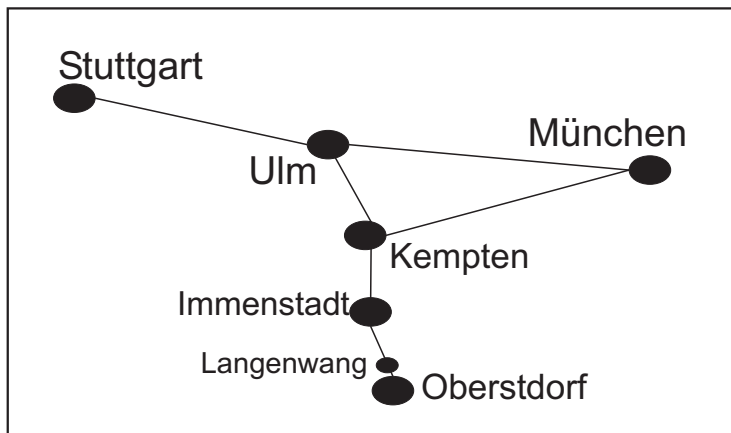 Stuttgart
München
Ulm
Kempten
Immenstadt
Langenwang
Oberstdorf